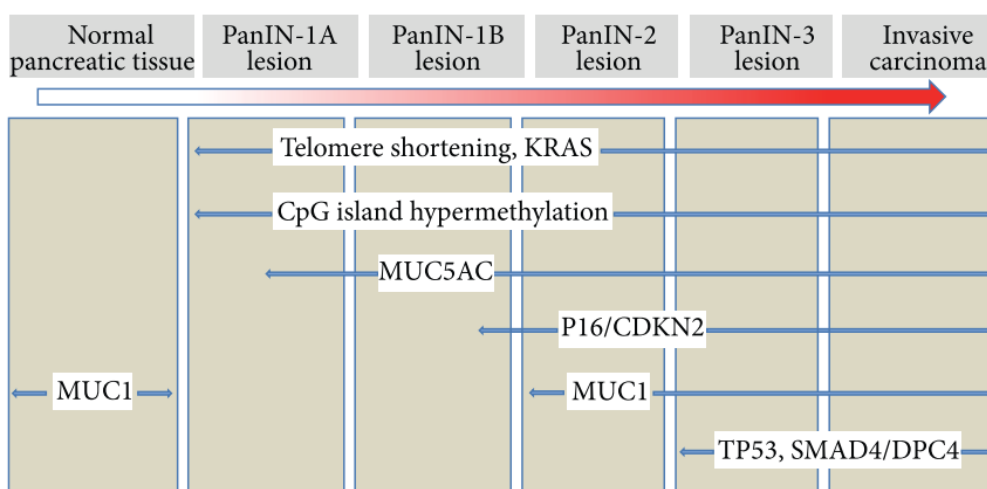 Normal
pancreatic tissue
PanIN-1A
lesion
PanIN-1B
lesion
PanIN-2
lesion
PanIN-3
lesion
Invasive
carcinoma
Telomere shortening, KRAS
CpG island hypermethylation
MUC5AC
P16/CDKN2
MUC1
MUC1
TP53, SMAD4/DPC4